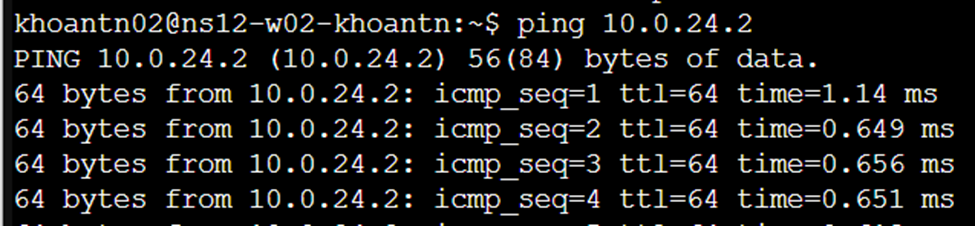 khoantn02@ns12-w02-khoantn:~$ ping 10.0.24.2
PING 10.0.24.2 (10.0.24.2) 56(84) bytes of data.
64 bytes from 10.0.24.2: icmp_seq=1 ttl=64 time=1.14 ms
64 bytes from 10.0.24.2: icmp_seq=2 ttl=64 time=0.649 ms
64 bytes from 10.0.24.2: icmp_seq=3 ttl=64 time=0.656 ms
64 bytes from 10.0.24.2: icmp_seq=4 ttl=64 time=0.651 ms